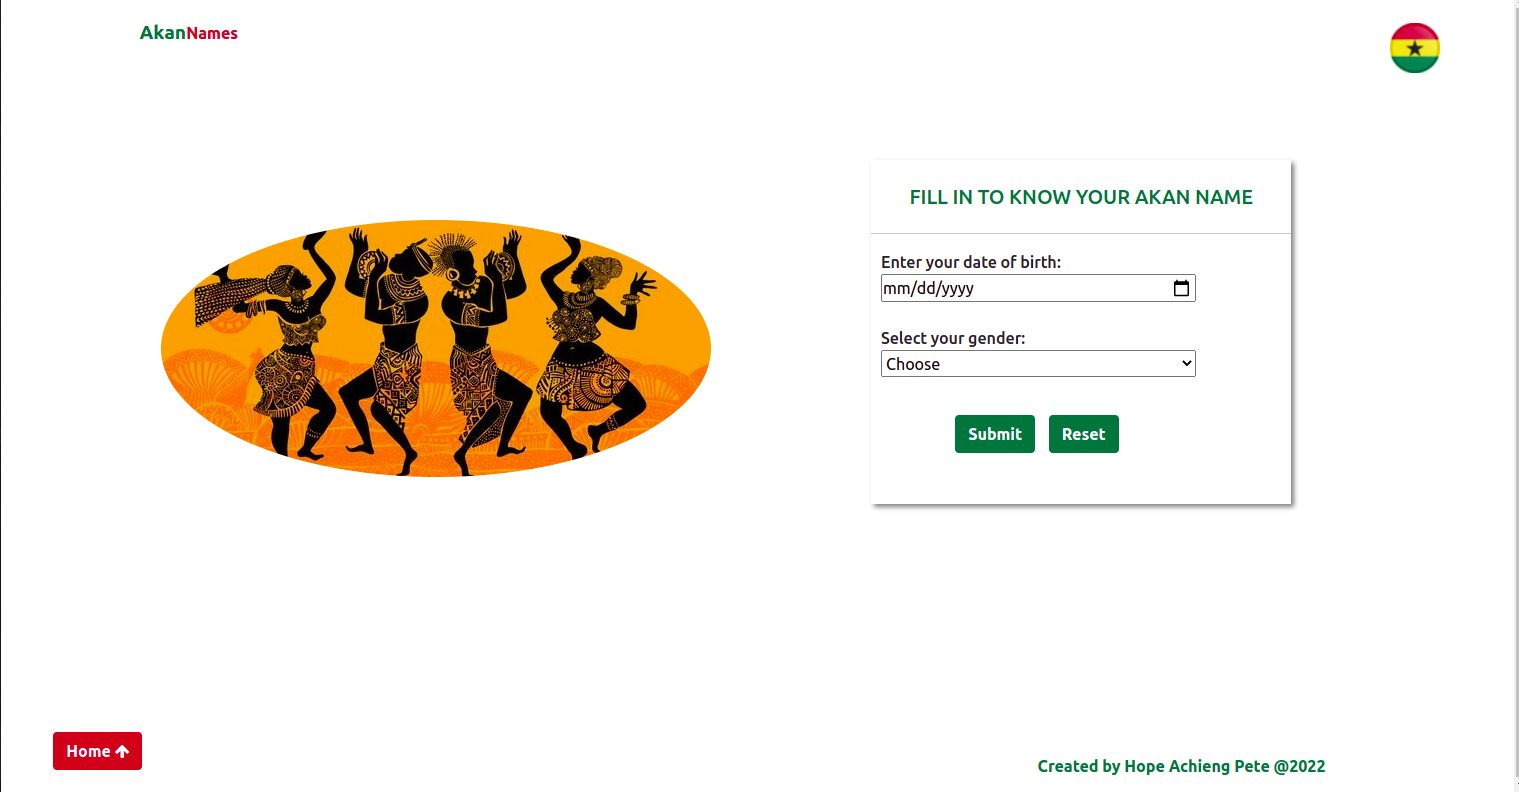 AkanNames
FILL IN TO KNOW YOUR AKAN NAME
Enter your date of birth:
mm/dd/yyyy
Select your gender:
Choose
Submit
Reset
Home
Created by Hope Achieng Pete @2022